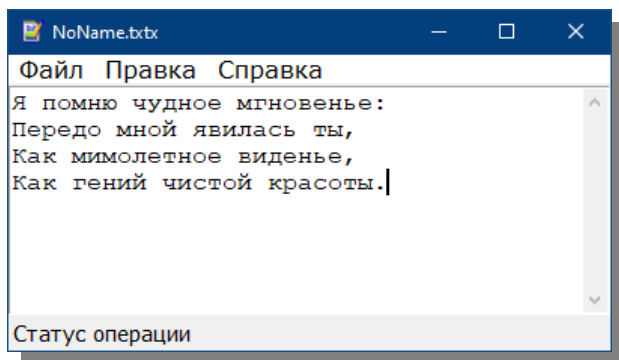 NoName.txtx
Файл Правка Справка
Я помню чудное мгновенье:
Передо мной явилась ты,
Как мимолетное виденье,
Как гений чистой красоты.
Статус операции